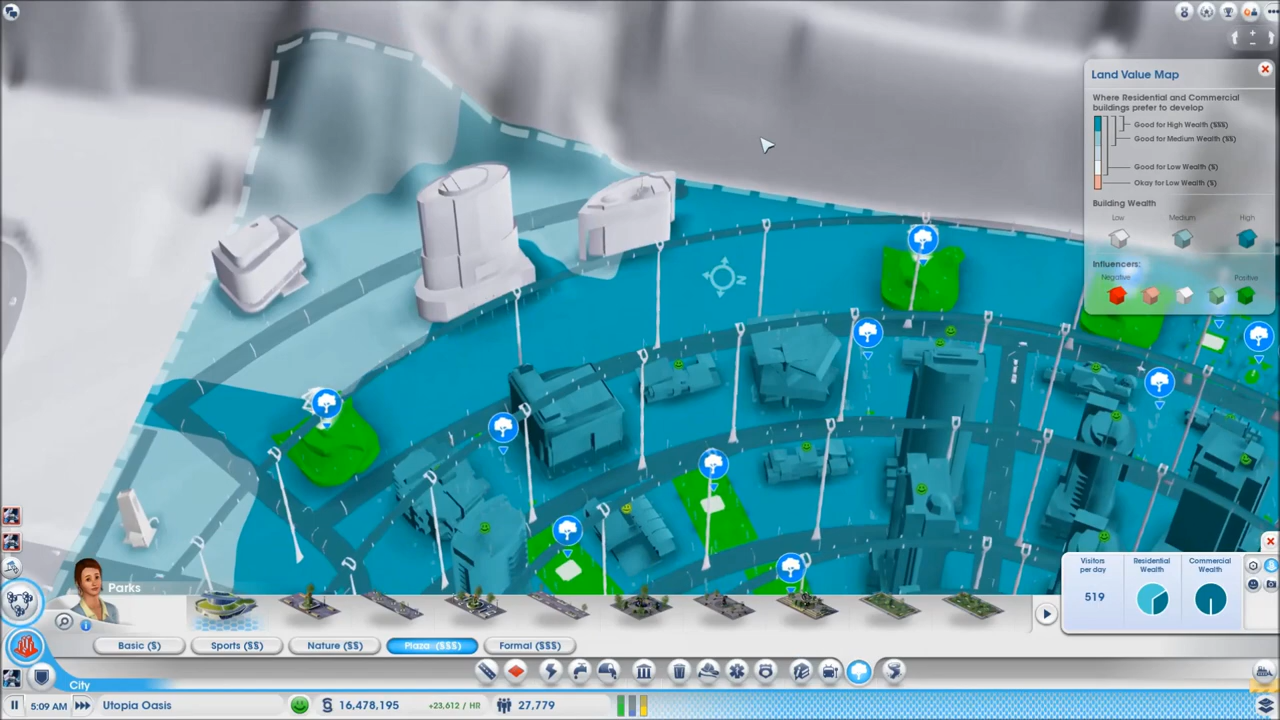 Land Value Map
Where Residential and Commercial
buildings prefer to develop
Good for High Wealth ($$$)
Good for Medium Wealth ($$)
Good for Low Wealth ($)
Okay for Low Wealth ($)
Building Wealth
Low Medium High
Influencers:
Negative Positive
N
Visitors
per day
Residential
Wealth
Commercial
Wealth
519
Parks
Basic ($) Sports ($$) Nature ($$) Plaza ($$$) Formal ($$$)
City
5:09 AM Utopia Oasis 16,478,195 +23,612 / HR 27,779